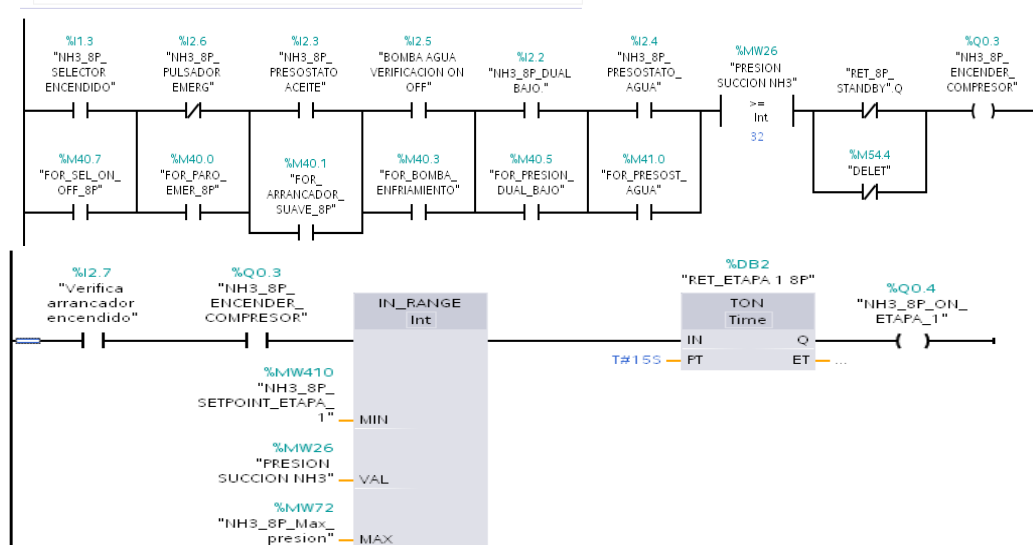 %I1.3
"NH3_8P_
SELECTOR
ENCENDIDO"
%I2.6
"NH3_8P_
PULSADOR
EMERG"
%I2.3
"NH3_8P_
PRESOSTATO
ACEITE"
%I2.5
"BOMBA AGUA
VERIFICACION ON
OFF"
%I2.2
"NH3_8P_DUAL
BAJO."
%I2.4
"NH3_8P_
PRESOSTATO_
AGUA"
%MW26
"PRESION
SUCCION NH3"
>=
Int
32
"RET_8P_
STANDBY".Q
%Q0.3
"NH3_8P_
ENCENDER_
COMPRESOR"
%M40.7
"FOR_SEL_ON_
OFF_8P"
%M40.0
"FOR_PARO_
EMER_8P"
%M40.1
"FOR_
ARRANCADOR_
SUAVE_8P"
%M40.3
"FOR_BOMBA_
ENFRIAMIENTO"
%M40.5
"FOR_PRESION_
DUAL_BAJO"
%M41.0
"FOR_PRESOST_
AGUA"
%M54.4
"DELET"
%I2.7
"Verifica
arrancador
encendido"
%Q0.3
"NH3_8P_
ENCENDER_
COMPRESOR"
IN_RANGE
Int
%MW410
"NH3_8P_
SETPOINT_ETAPA_
1"
MIN
%MW26
"PRESION
SUCCION NH3"
VAL
%MW72
"NH3_8P_Max_
presion"
MAX
%DB2
"RET_ETAPA 1 8P"
TON
Time
IN Q
T#15S PT ET ...
%Q0.4
"NH3_8P_ON_
ETAPA_1"